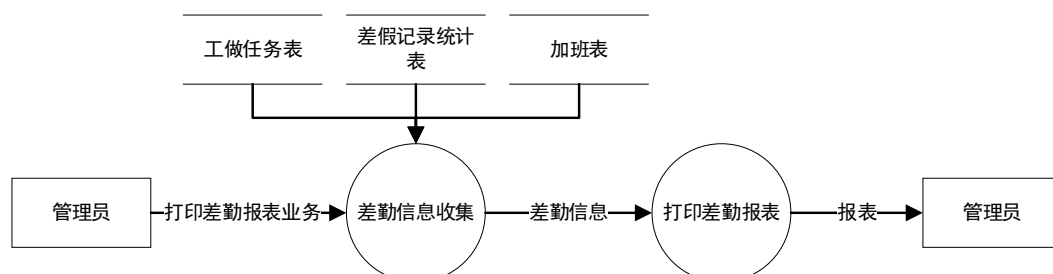 工做任务表
差假记录统计
表
加班表
管理员
打印差勤报表业务
差勤信息收集
差勤信息
打印差勤报表
报表
管理员